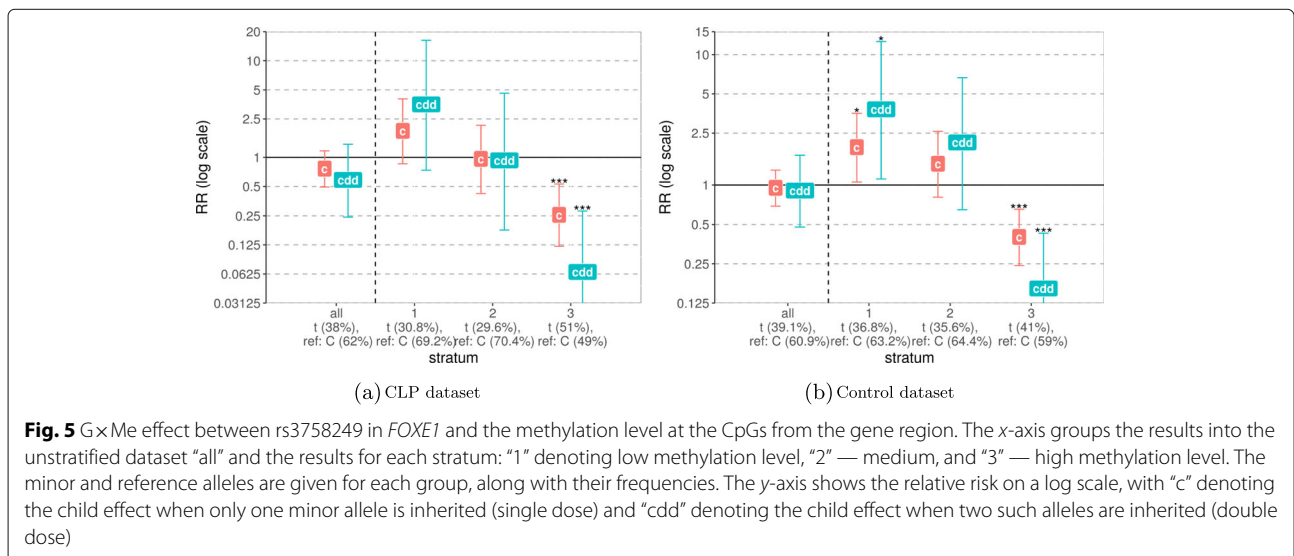 20
10
5
2.5
1
0.5
0.25
0.125
0.0625
0.03125
RR (log scale)
c
cdd
c
cdd
c
cdd
***
c
***
cdd
all
t (38%),
ref: C (62%)
1
t (30.8%),
ref: C (69.2%)
2
t (29.6%),
ref: C (70.4%)
3
t (51%),
ref: C (49%)
stratum
(a) CLP dataset
15
10
5
2.5
1
0.5
0.25
0.125
RR (log scale)
c
cdd
*
c
*
cdd
c
cdd
***
c
***
cdd
all
t (39.1%),
ref: C (60.9%)
1
t (36.8%),
ref: C (63.2%)
2
t (35.6%),
ref: C (64.4%)
3
t (41%),
ref: C (59%)
stratum
(b) Control dataset
Fig. 5 G×Me effect between rs3758249 in FOXE1 and the methylation level at the CpGs from the gene region. The x-axis groups the results into the
unstratified dataset “all” and the results for each stratum: “1” denoting low methylation level, “2” — medium, and “3” — high methylation level. The
minor and reference alleles are given for each group, along with their frequencies. The y-axis shows the relative risk on a log scale, with “c” denoting
the child effect when only one minor allele is inherited (single dose) and “cdd” denoting the child effect when two such alleles are inherited (double
dose)